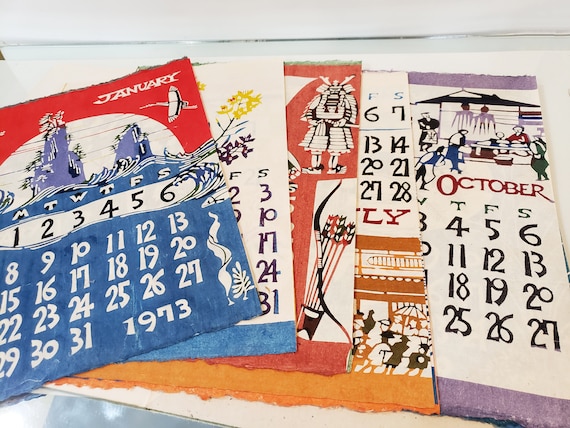 JANUARY
M T W T F S
1 2 3 4 5 6
8 9 10 11 12 13
15 16 17 18 19 20
22 23 24 25 26 27
29 30 31 1973
S
3
10
17
24
31
F S
6 7
13 14
20 21
27 28
LY
OCTOBER
W T F S
4 5 6
11 12 13
18 19 20
25 26 27